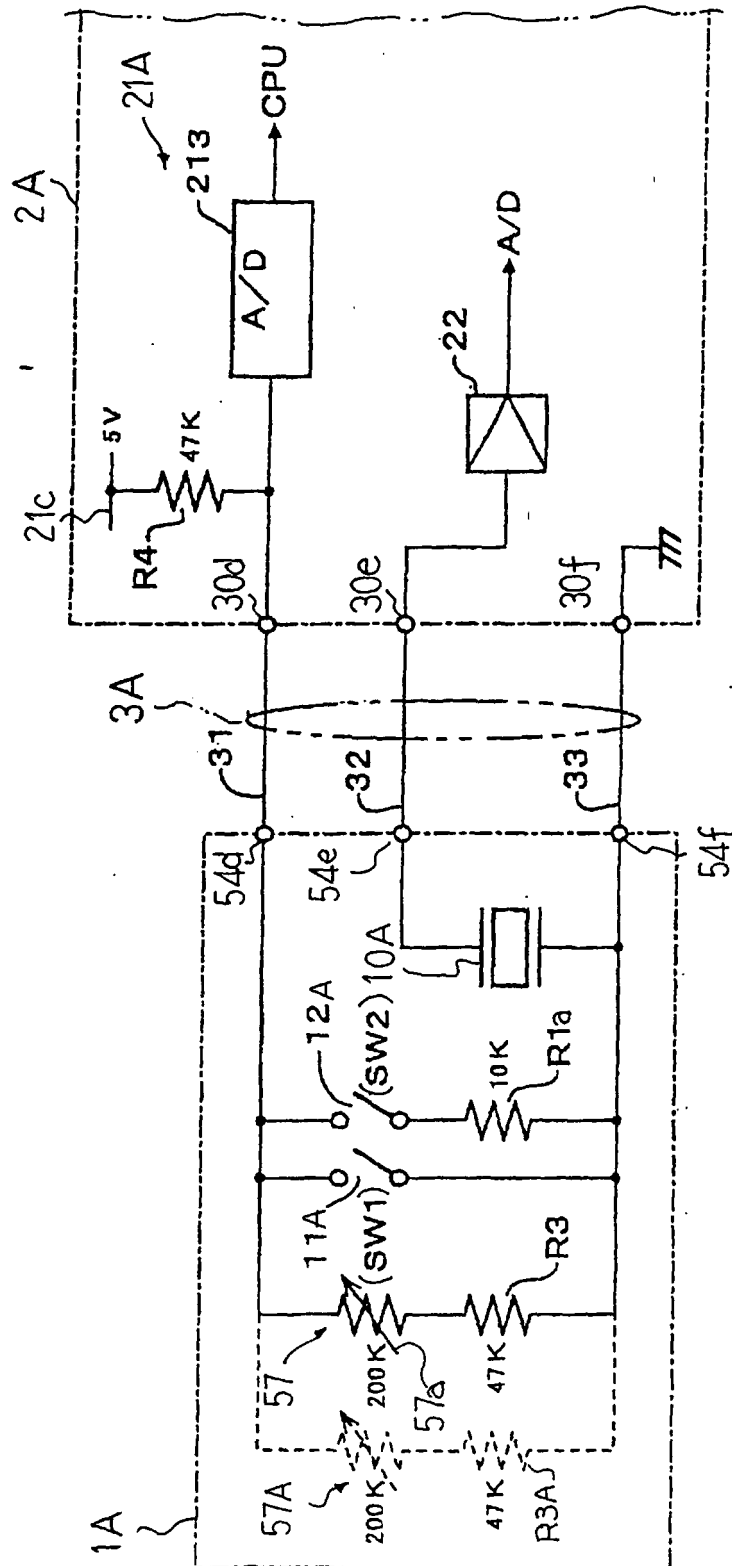 2A
21A
CPU
213
A/D
5V
21c
47K
R4
A/D
22
30d
30e
30f
3A
31
32
33
54d
54e
54f
12A
(SW2)
10A
10K
R1a
11A
(SW1)
R3
57
200K
57a
47K
57A
200K
47K
R3A
1A